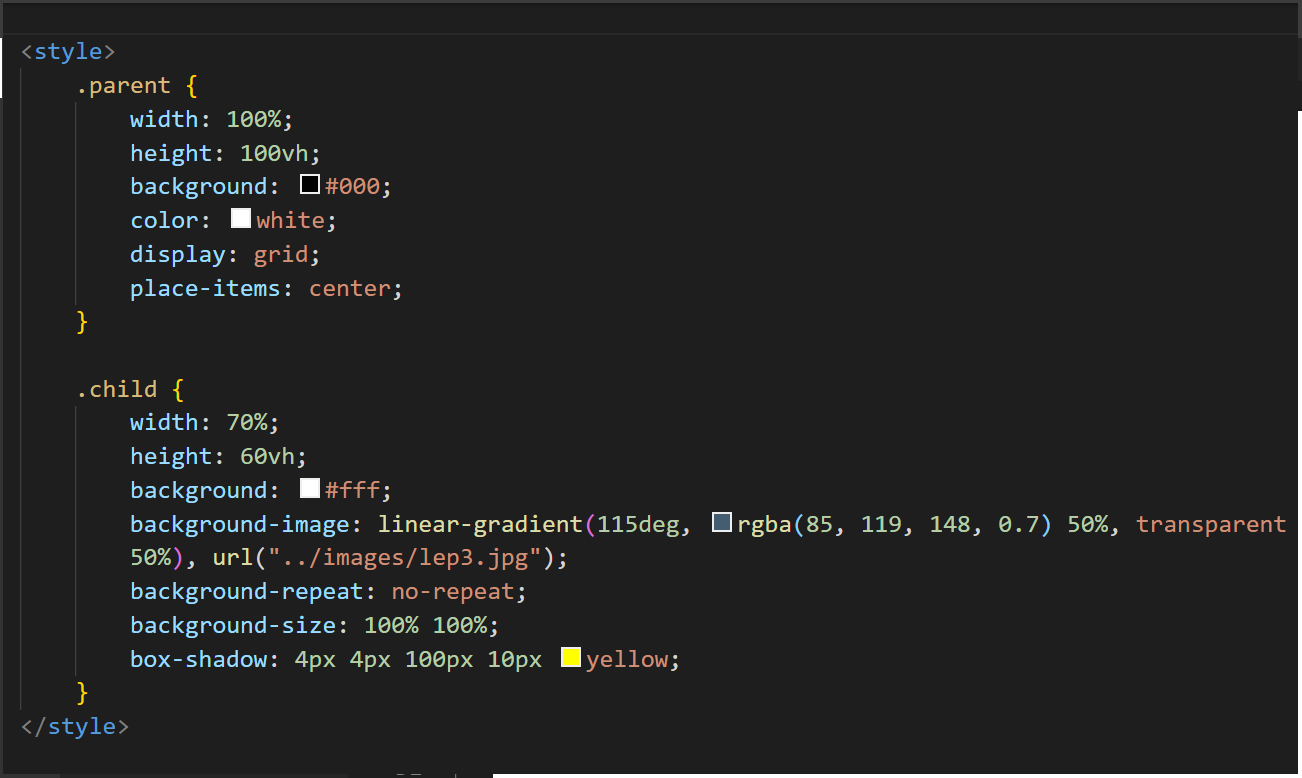 <style>
.parent {
width: 100%;
height: 100vh;
background: #000;
color: white;
display: grid;
place-items: center;
}
.child {
width: 70%;
height: 60vh;
background: #fff;
background-image: linear-gradient(115deg, rgba(85, 119, 148, 0.7) 50%, transparent
50%), url("../images/lep3.jpg");
background-repeat: no-repeat;
background-size: 100% 100%;
box-shadow: 4px 4px 100px 10px yellow;
}
</style>